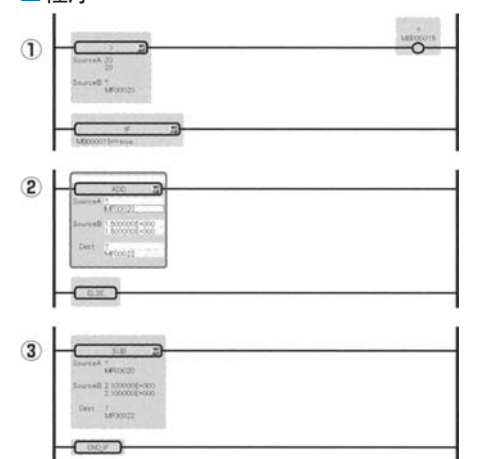 程序
①
>
SourceA 20
20
SourceB ?
MF00020
?
MB000015
IF
MB000015==true
②
ADD
SourceA ?
MF00020
SourceB 1.500000E+000
1.500000E+000
Dest ?
MF00022
ELSE
③
SUB
SourceA ?
MF00020
SourceB 2.100000E+000
2.100000E+000
Dest ?
MF00022
END_IF